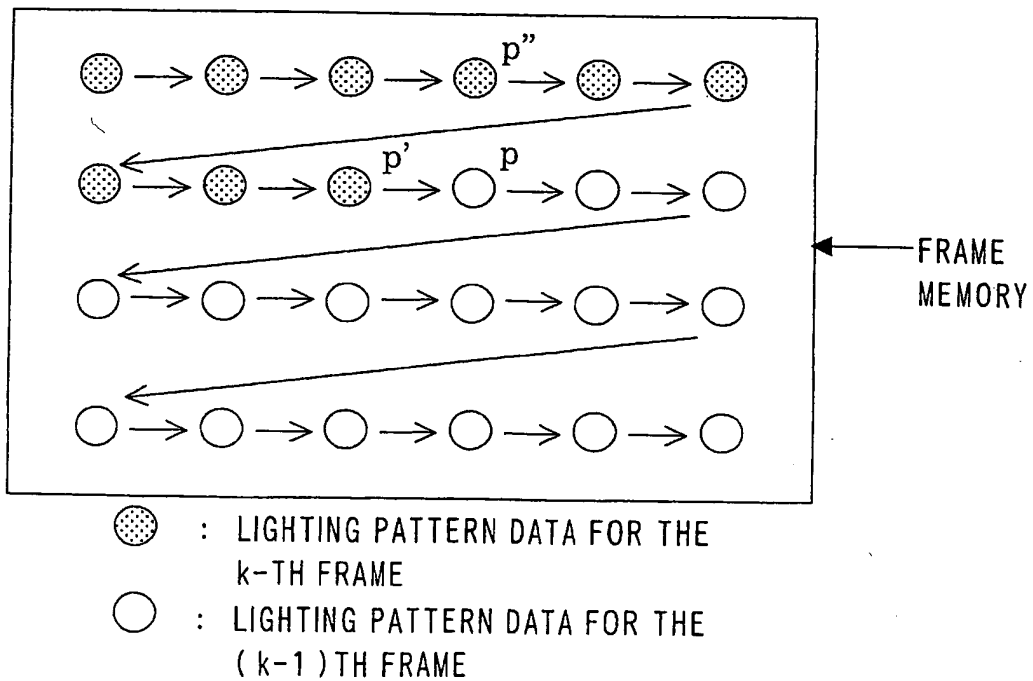 p”
p’ p
FRAME
MEMORY
: LIGHTING PATTERN DATA FOR THE
k-TH FRAME
: LIGHTING PATTERN DATA FOR THE
(k-1)TH FRAME